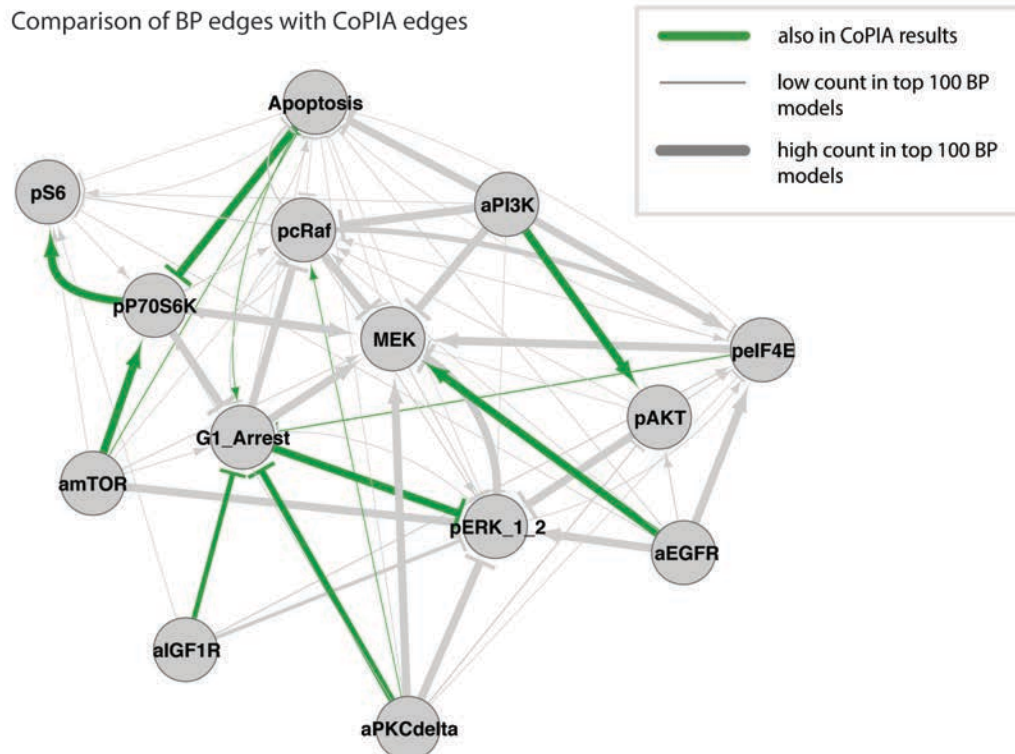 Comparison of BP edges with CoPIA edges
also in CoPIA results
low count in top 100 BP
models
high count in top 100 BP
models
Apoptosis
pS6
aPI3K
pcRaf
pP70S6K
MEK
peIF4E
pAKT
G1_Arrest
amTOR
pERK_1_2
aEGFR
aIGF1R
aPKCdelta